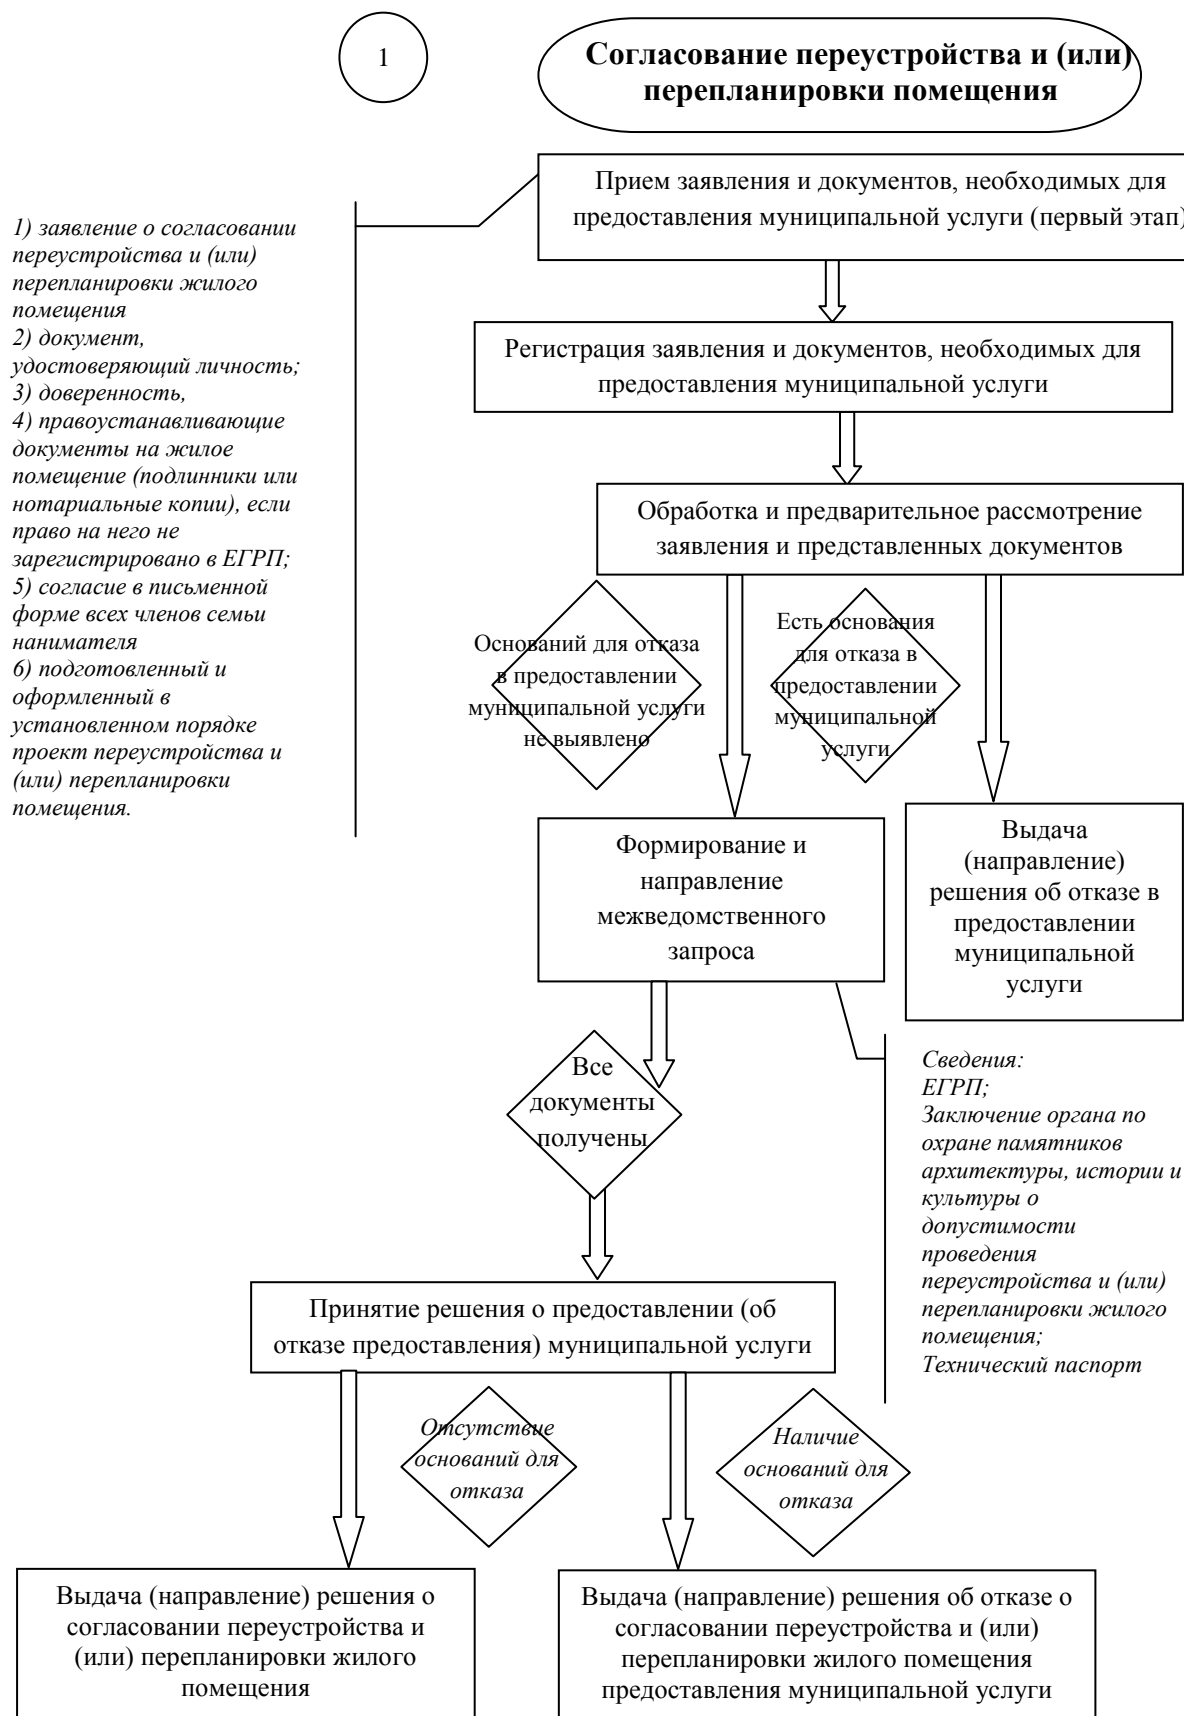 1
Согласование переустройства и (или)
перепланировки помещения
Прием заявления и документов, необходимых для
предоставления муниципальной услуги (первый этап)
1) заявление о согласовании
переустройства и (или)
перепланировки жилого
помещения
2) документ,
удостоверяющий личность;
3) доверенность,
4) правоустанавливающие
документы на жилое
помещение (подлинники или
нотариальные копии), если
право на него не
зарегистрировано в ЕГРП;
5) согласие в письменной
форме всех членов семьи
нанимателя
6) подготовленный и
оформленный в
установленном порядке
проект переустройства и
(или) перепланировки
помещения.
Регистрация заявления и документов, необходимых для
предоставления муниципальной услуги
Обработка и предварительное рассмотрение
заявления и представленных документов
Оснований для отказа
в предоставлении
муниципальной услуги
не выявлено
Есть основания
для отказа в
предоставлении
муниципальной
услуги
Формирование и
направление
межведомственного
запроса
Выдача
(направление)
решения об отказе в
предоставлении
муниципальной
услуги
Все
документы
получены
Сведения:
ЕГРП;
Заключение органа по
охране памятников
архитектуры, истории и
культуры о
допустимости
проведения
переустройства и (или)
перепланировки жилого
помещения;
Технический паспорт
Принятие решения о предоставлении (об
отказе предоставления) муниципальной услуги
Отсутствие
оснований для
отказа
Наличие
оснований для
отказа
Выдача (направление) решения о
согласовании переустройства и
(или) перепланировки жилого
помещения
Выдача (направление) решения об отказе о
согласовании переустройства и (или)
перепланировки жилого помещения
предоставления муниципальной услуги